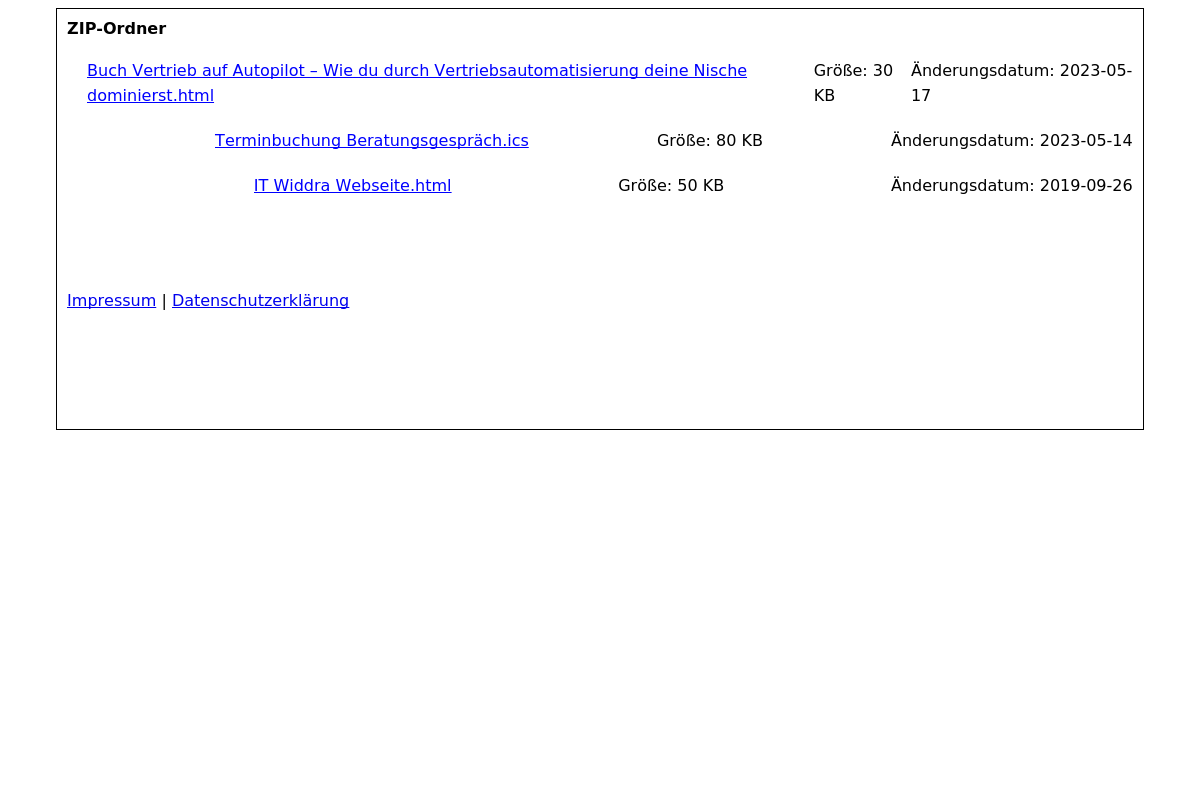 ZIP-Ordner
Buch Vertrieb auf Autopilot – Wie du durch Vertriebsautomatisierung deine Nische
dominierst.html
Größe: 30
KB
Änderungsdatum: 2023-05-
17
Terminbuchung Beratungsgespräch.ics Größe: 80 KB Änderungsdatum: 2023-05-14
IT Widdra Webseite.html Größe: 50 KB Änderungsdatum: 2019-09-26
Impressum | Datenschutzerklärung